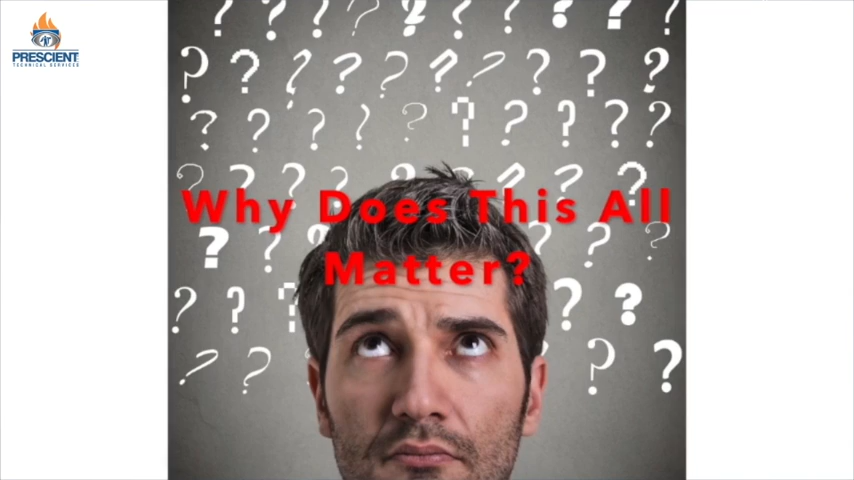 PRESCIENT
TECHNICAL SERVICES
Why Does This All
Matter?